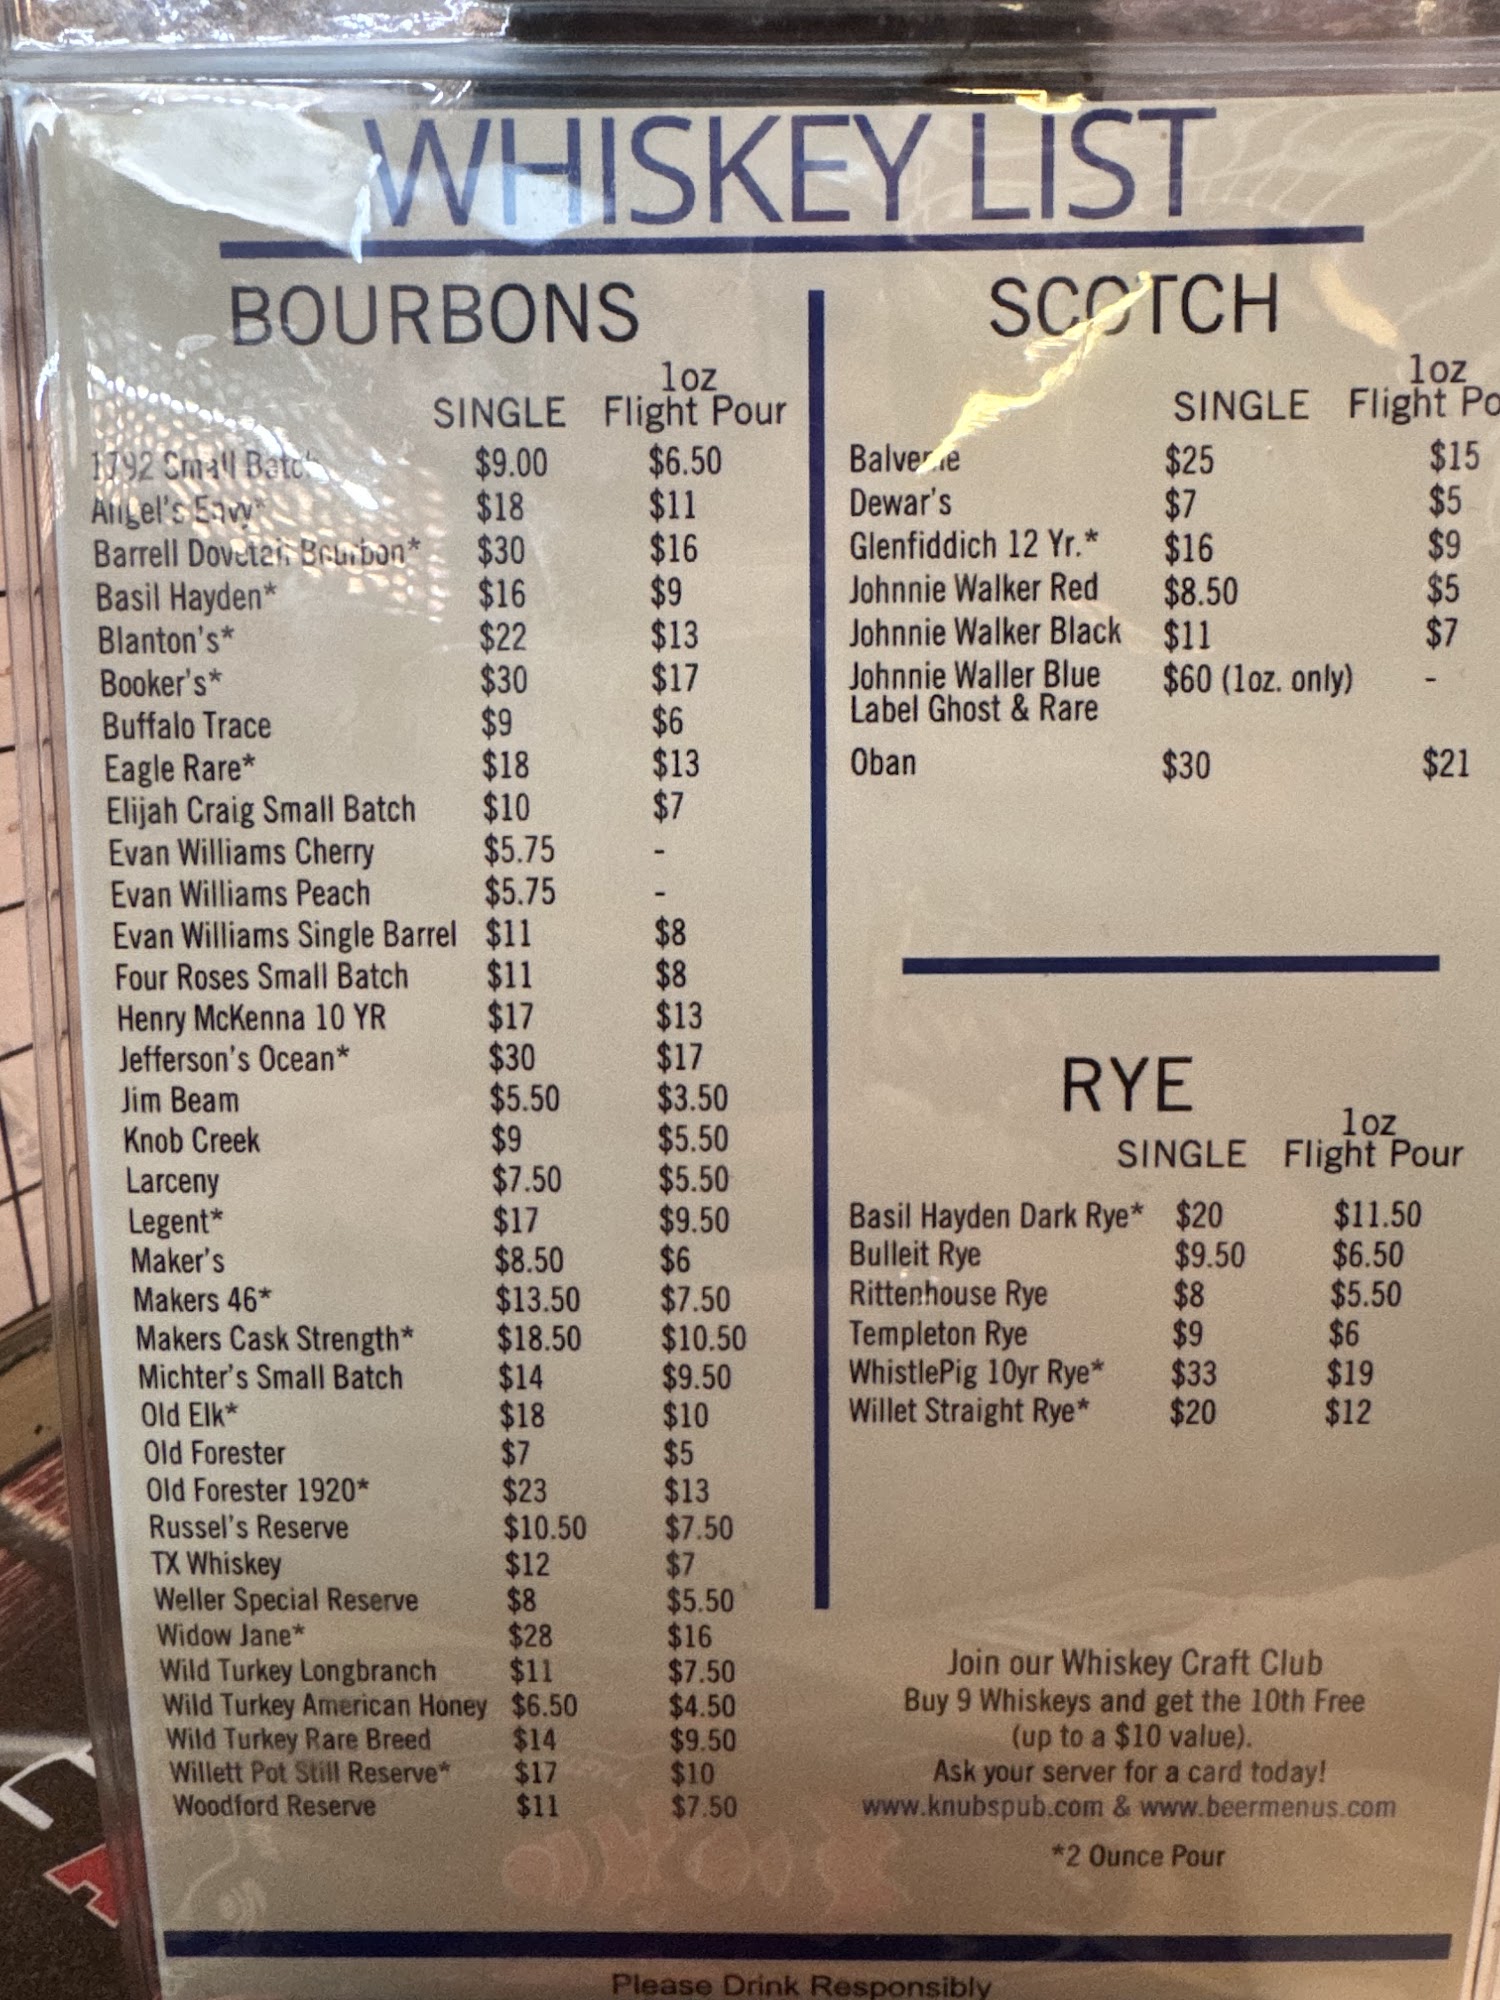 WHISKEY LIST
BOURBONS
SINGLE 1oz Flight Pour
1792 Small Batch $9.00 $6.50
Angel's Envy* $18 $11
Barrell Dovetail Bourbon* $30 $16
Basil Hayden* $16 $9
Blanton's* $22 $13
Booker's* $30 $17
Buffalo Trace $9 $6
Eagle Rare* $18 $13
Elijah Craig Small Batch $10 $7
Evan Williams Cherry $5.75 -
Evan Williams Peach $5.75 -
Evan Williams Single Barrel $11 $8
Four Roses Small Batch $11 $8
Henry McKenna 10 YR $17 $13
Jefferson's Ocean* $30 $17
Jim Beam $5.50 $3.50
Knob Creek $9 $5.50
Larceny $7.50 $5.50
Legent* $17 $9.50
Maker's $8.50 $6
Makers 46* $13.50 $7.50
Makers Cask Strength* $18.50 $10.50
Michter's Small Batch $14 $9.50
Old Elk* $18 $10
Old Forester $7 $5
Old Forester 1920* $23 $13
Russel's Reserve $10.50 $7.50
TX Whiskey $12 $7
Weller Special Reserve $8 $5.50
Widow Jane* $28 $16
Wild Turkey Longbranch $11 $7.50
Wild Turkey American Honey $6.50 $4.50
Wild Turkey Rare Breed $14 $9.50
Willett Pot Still Reserve* $17 $10
Woodford Reserve $11 $7.50
SCOTCH
SINGLE 1oz Flight Po
Balvenie $25 $15
Dewar's $7 $5
Glenfiddich 12 Yr.* $16 $9
Johnnie Walker Red $8.50 $5
Johnnie Walker Black $11 $7
Johnnie Waller Blue $60 (1oz. only) -
Label Ghost & Rare
Oban $30 $21
RYE
SINGLE 1oz Flight Pour
Basil Hayden Dark Rye* $20 $11.50
Bulleit Rye $9.50 $6.50
Rittenhouse Rye $8 $5.50
Templeton Rye $9 $6
WhistlePig 10yr Rye* $33 $19
Willet Straight Rye* $20 $12
Join our Whiskey Craft Club
Buy 9 Whiskeys and get the 10th Free
(up to a $10 value).
Ask your server for a card today!
www.knubspub.com & www.beermenus.com
*2 Ounce Pour
Please Drink Responsibly